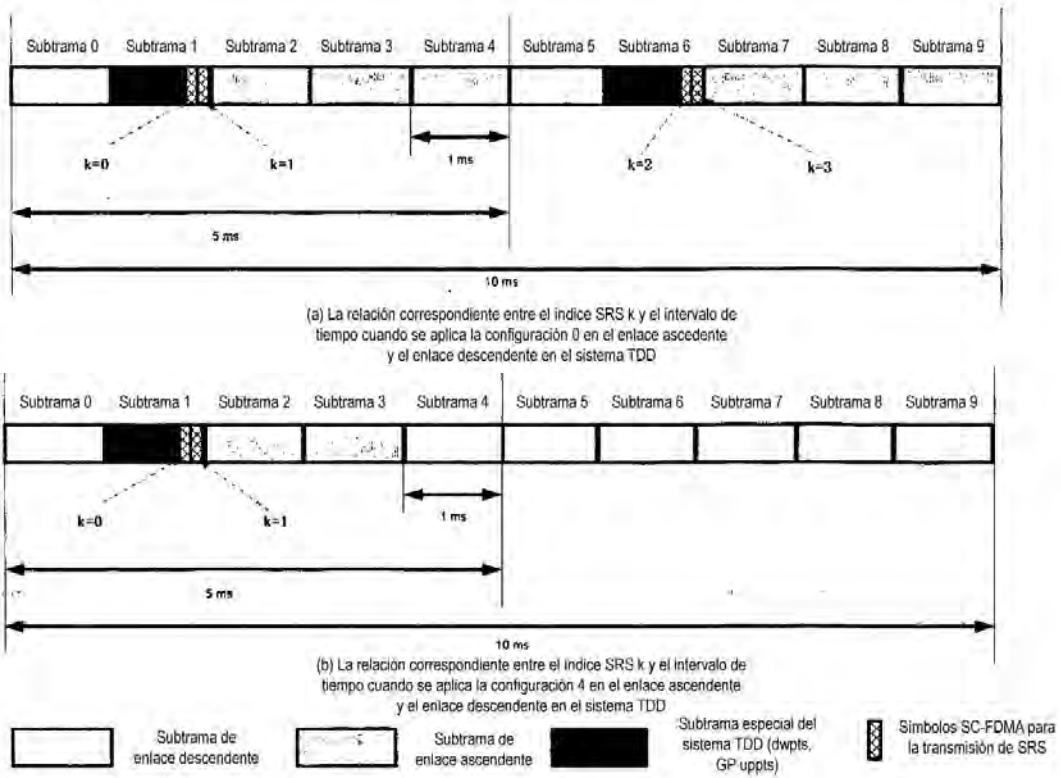 Subtrama 0 Subtrama 1 Subtrama 2 Subtrama 3 Subtrama 4 Subtrama 5 Subtrama 6 Subtrama 7 Subtrama 8 Subtrama 9
k=0 k=1 1 ms k=2 k=3
5 ms
10 ms
(a) La relación correspondiente entre el índice SRS k y el intervalo de
tiempo cuando se aplica la configuración 0 en el enlace ascedente
y el enlace descendente en el sistema TDD
Subtrama 0 Subtrama 1 Subtrama 2 Subtrama 3 Subtrama 4 Subtrama 5 Subtrama 6 Subtrama 7 Subtrama 8 Subtrama 9
k=0 k=1 1 ms
5 ms
10 ms
(b) La relación correspondiente entre el índice SRS k y el intervalo de
tiempo cuando se aplica la configuración 4 en el enlace ascendente
y el enlace descendente en el sistema TDD
Subtrama de
enlace descendente
Subtrama de
enlace ascendente
Subtrama especial del
sistema TDD (dwpts,
GP uppts)
Símbolos SC-FDMA para
la transmisión de SRS